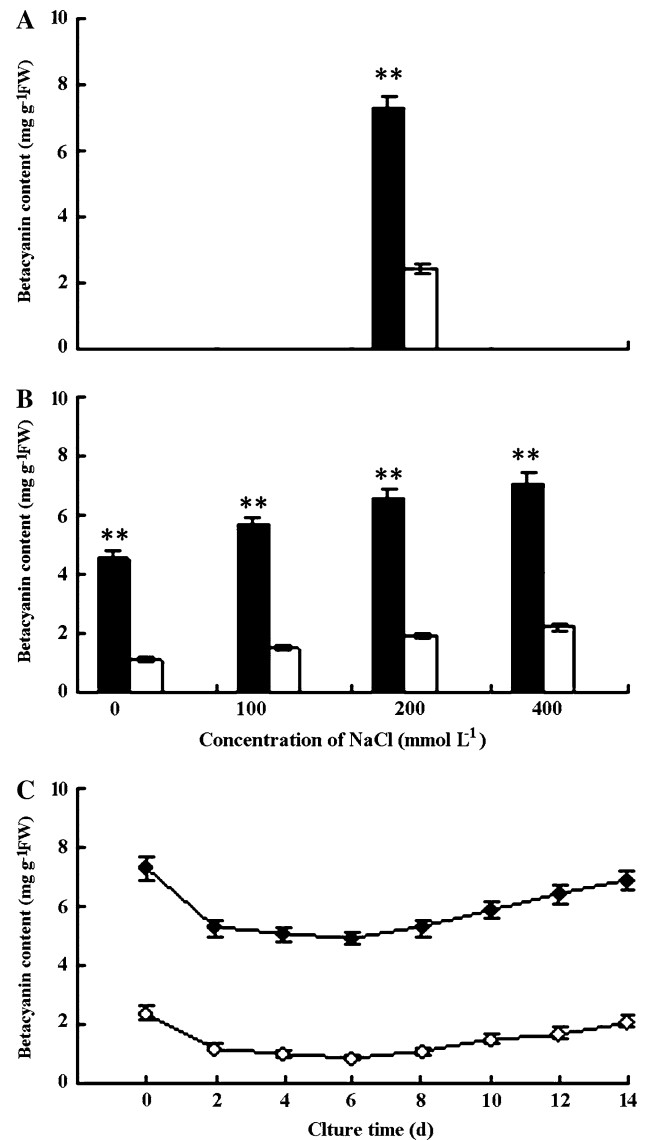 A
Betacyanin content (mg g-1FW)
10
8
6
4
2
0
**
B
Betacyanin content (mg g-1FW)
10
8
6
4
2
0
** ** ** **
0 100 200 400
Concentration of NaCl (mmol L-1)
C
Betacyanin content (mg g-1FW)
10
8
6
4
2
0
0 2 4 6 8 10 12 14
Clture time (d)